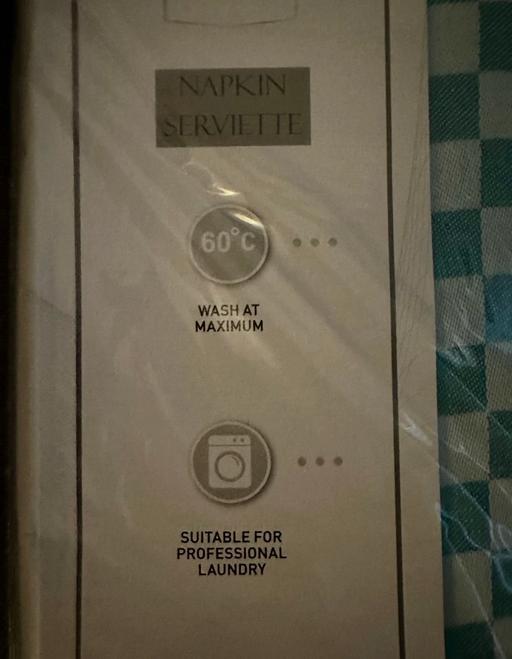 NAPKIN
SERVIETTE
60°C
WASH AT
MAXIMUM
SUITABLE FOR
PROFESSIONAL
LAUNDRY